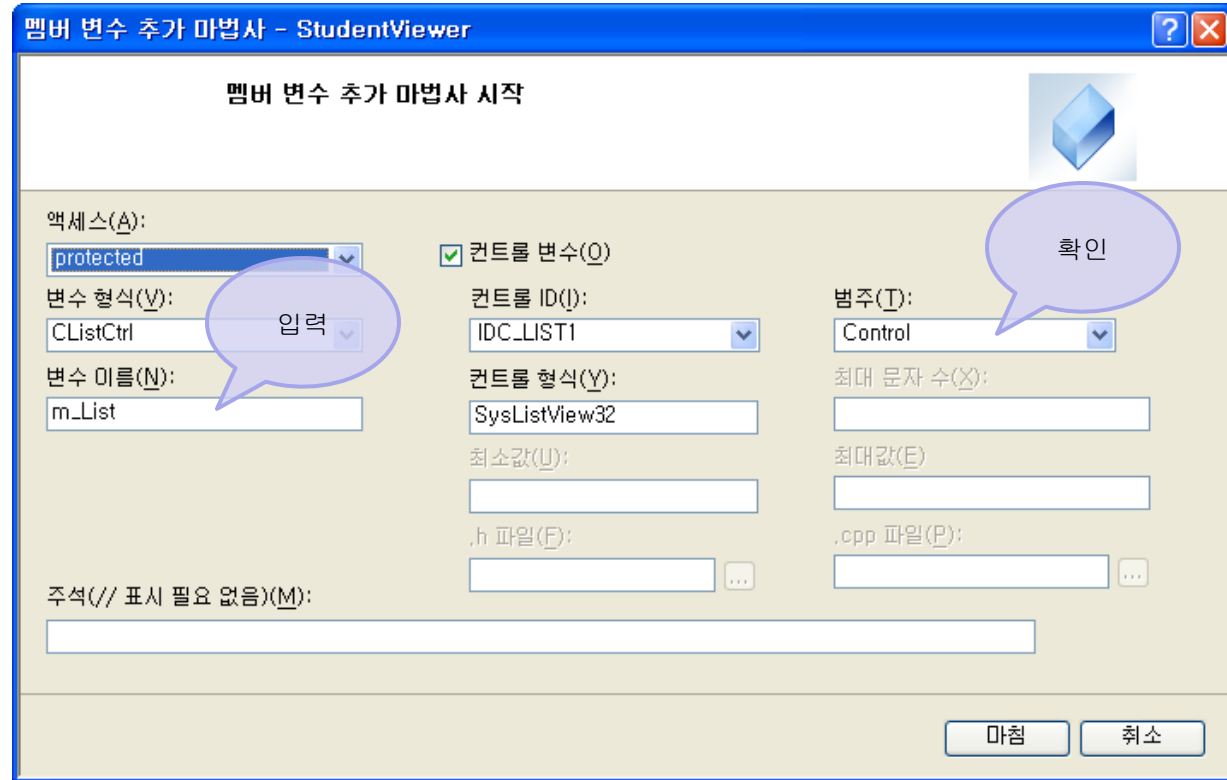 멤버 변수 추가 마법사 - StudentViewer
멤버 변수 추가 마법사 시작
액세스(A):
protected
컨트롤 변수(O)
확인
변수 형식(V):
컨트롤 ID(I):
범주(T):
입력
CListCtrl
IDC_LIST1
Control
변수 이름(N):
컨트롤 형식(Y):
최대 문자 수(X):
m_List
SysListView32
최소값(U):
최대값(E)
.h 파일(F):
.cpp 파일(P):
...
...
주석(// 표시 필요 없음)(M):
마침
취소